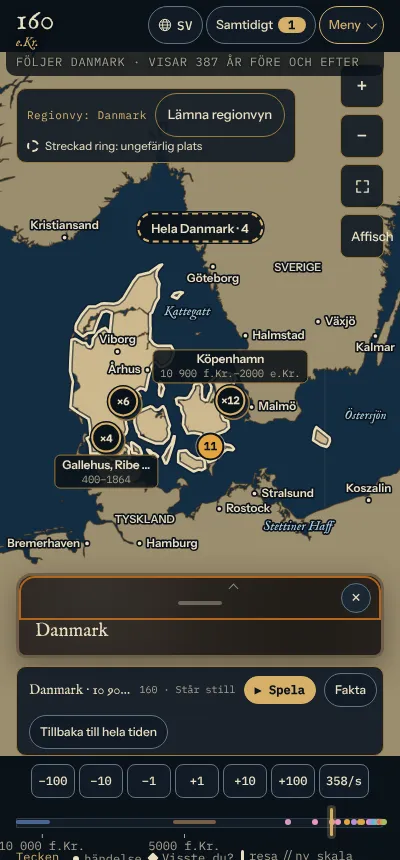 160
e.Kr.
SV
Samtidigt 1
Meny
FÖLJER DANMARK · VISAR 387 ÅR FÖRE OCH EFTER
Regionvy: Danmark
Lämna regionvyn
Streckad ring: ungefärlig plats
+
−
Affisch
Hela Danmark · 4
Kristiansand
Göteborg
SVERIGE
Kattegatt
Växjö
Halmstad
Kalmar
Viborg
Århus
Köpenhamn
10 900 f.Kr.–2000 e.Kr.
×6
×12
Malmö
Östersjön
×4
11
Gallehus, Ribe ...
400–1864
Stralsund
Koszalin
Rostock
TYSKLAND
Stettiner Haff
Bremerhaven
Hamburg
×
Danmark
Danmark · 10 90...
160 · Står still
▶ Spela
Fakta
Tillbaka till hela tiden
−100
−10
−1
+1
+10
+100
358/s
10 000 f.Kr.
5000 f.Kr.
Tecken
händelse
Visste du?
resa // ny skala